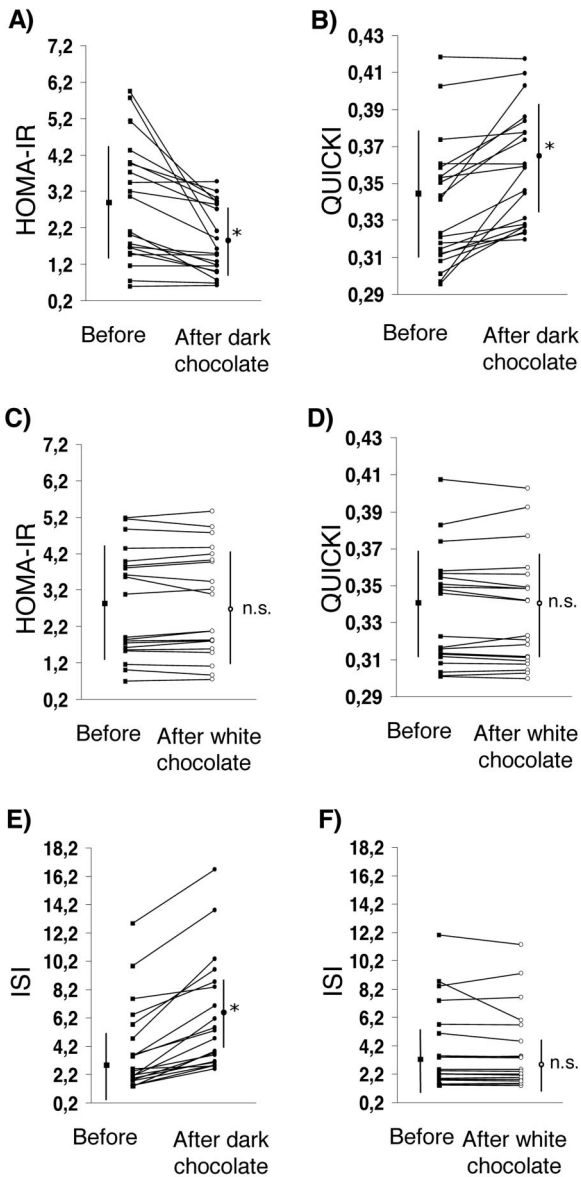 A)
HOMA-IR
7,2
6,2
5,2
4,2
3,2
2,2
1,2
0,2
*
Before
After dark
chocolate
B)
QUICKI
0,43
0,41
0,39
0,37
0,35
0,33
0,31
0,29
*
Before
After dark
chocolate
C)
HOMA-IR
7,2
6,2
5,2
4,2
3,2
2,2
1,2
0,2
n.s.
Before
After white
chocolate
D)
QUICKI
0,43
0,41
0,39
0,37
0,35
0,33
0,31
0,29
n.s.
Before
After white
chocolate
E)
ISI
18,2
16,2
14,2
12,2
10,2
8,2
6,2
4,2
2,2
0,2
*
Before
After dark
chocolate
F)
ISI
18,2
16,2
14,2
12,2
10,2
8,2
6,2
4,2
2,2
0,2
n.s.
Before
After white
chocolate